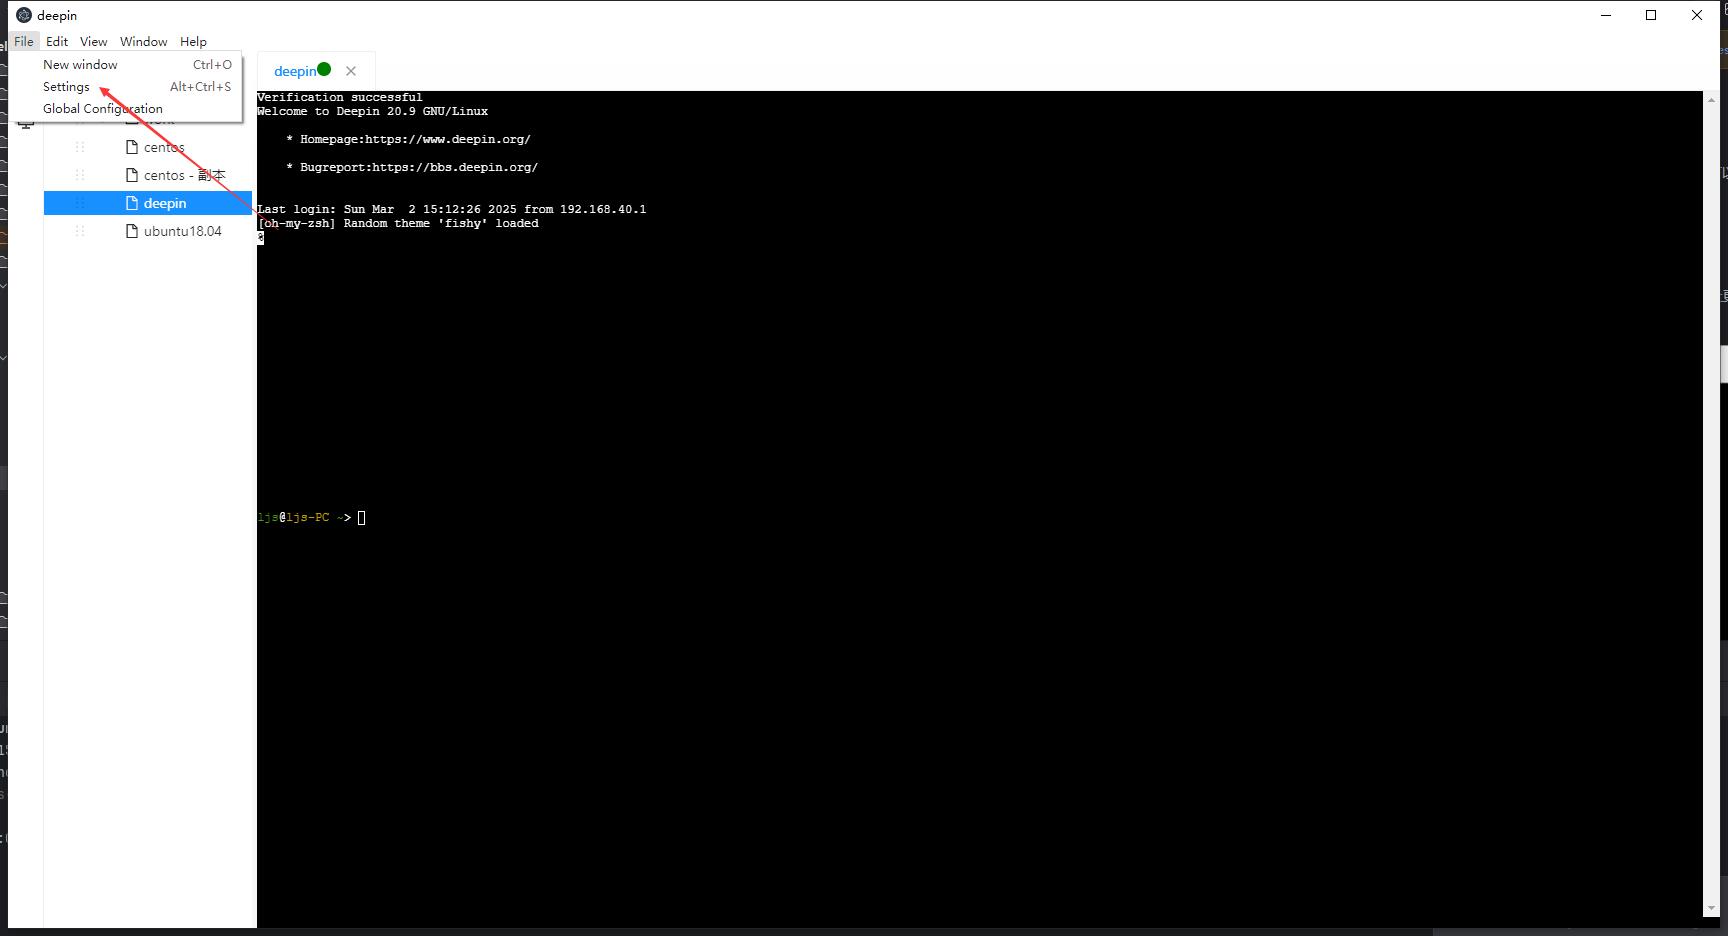 deepin
File Edit View Window Help
New window Ctrl+O
Settings Alt+Ctrl+S
Global Configuration
centos
centos - 副本
deepin
ubuntu18.04
deepin
Verification successful
Welcome to Deepin 20.9 GNU/Linux
* Homepage:https://www.deepin.org/
* Bugreport:https://bbs.deepin.org/
Last login: Sun Mar  2 15:12:26 2025 from 192.168.40.1
[oh-my-zsh] Random theme 'fishy' loaded
%
ljs@ljs-PC ~>